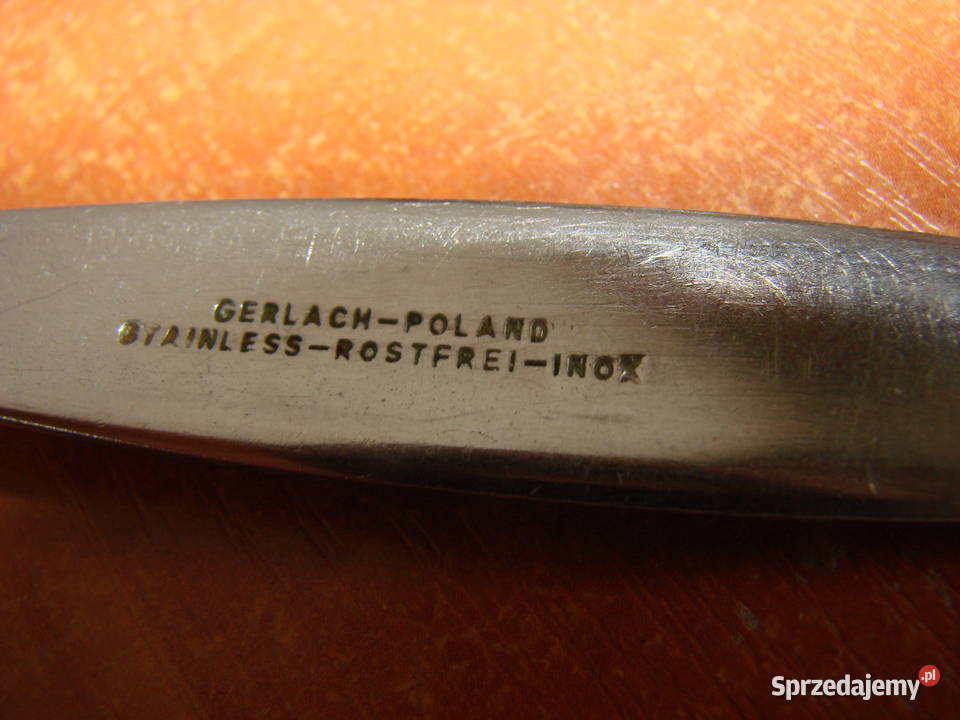 GERLACH-POLAND
STAINLESS-ROSTFREI-INOX
Sprzedajemy.pl